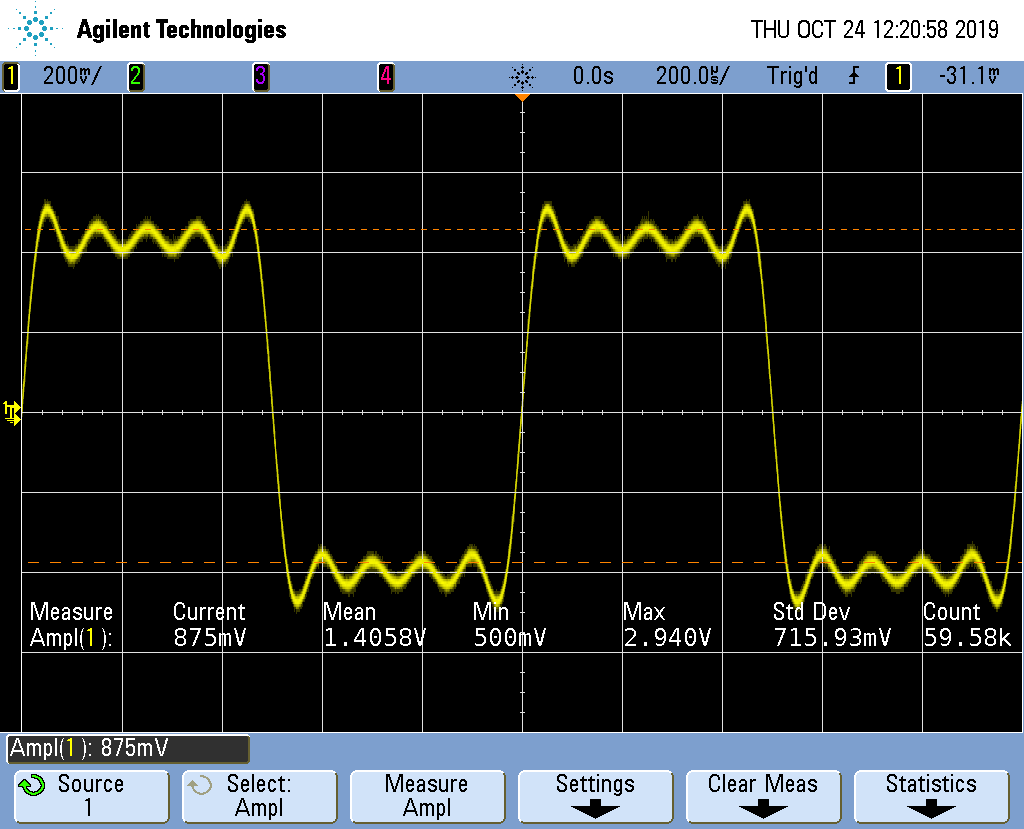 Agilent Technologies THU OCT 24 12:20:58 2019
1 200mV/ 2 3 4 0.0s 200.0us/ Trig'd 1 -31.1mV
Measure Current Mean Min Max Std Dev Count
Ampl(1): 875mV 1.4058V 500mV 2.940V 715.93mV 59.58k
Ampl(1): 875mV
Source Select: Measure Settings Clear Meas Statistics
1 Ampl Ampl